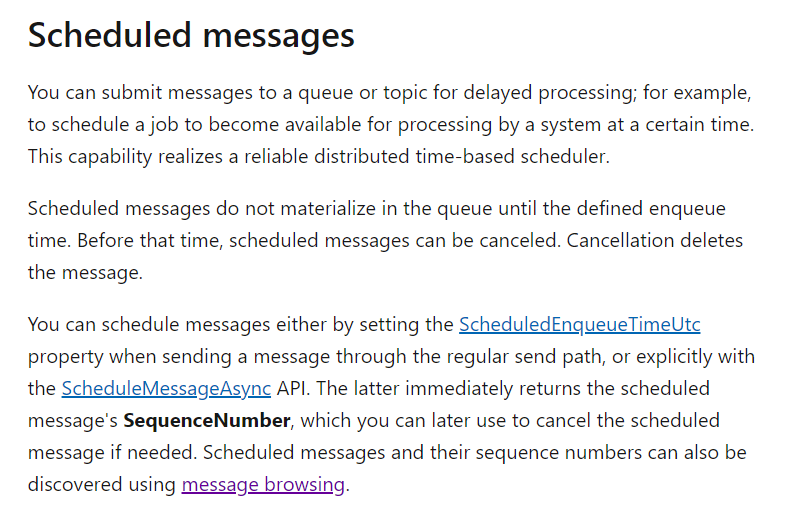 Scheduled messages
You can submit messages to a queue or topic for delayed processing; for example,
to schedule a job to become available for processing by a system at a certain time.
This capability realizes a reliable distributed time-based scheduler.
Scheduled messages do not materialize in the queue until the defined enqueue
time. Before that time, scheduled messages can be canceled. Cancellation deletes
the message.
You can schedule messages either by setting the ScheduledEnqueueTimeUtc
property when sending a message through the regular send path, or explicitly with
the ScheduleMessageAsync API. The latter immediately returns the scheduled
message's SequenceNumber, which you can later use to cancel the scheduled
message if needed. Scheduled messages and their sequence numbers can also be
discovered using message browsing.